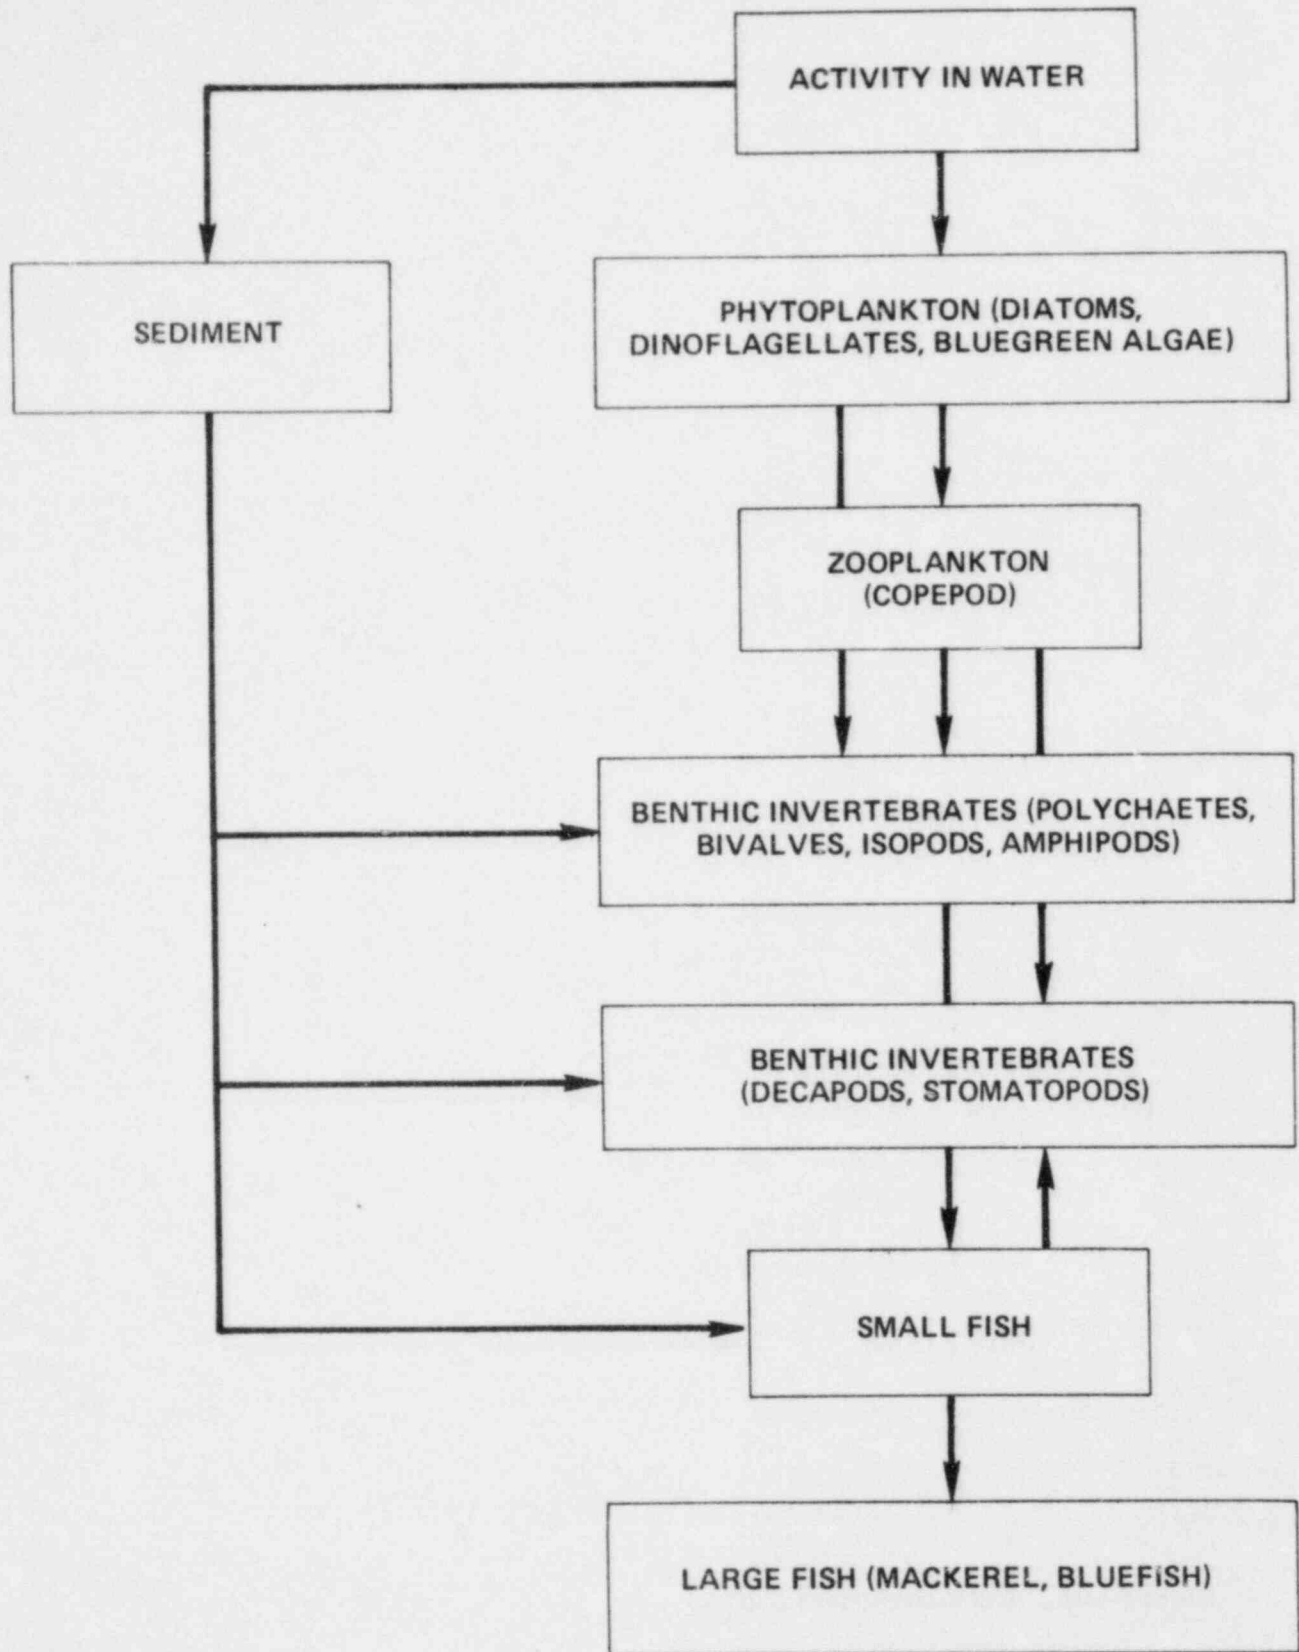 ACTIVITY IN WATER
SEDIMENT
PHYTOPLANKTON (DIATOMS,
DINOFLAGELLATES, BLUEGREEN ALGAE)
ZOOPLANKTON
(COPEPOD)
BENTHIC INVERTEBRATES (POLYCHAETES,
BIVALVES, ISOPODS, AMPHIPODS)
BENTHIC INVERTEBRATES
(DECAPODS, STOMATOPODS)
SMALL FISH
LARGE FISH (MACKEREL, BLUEFISH)